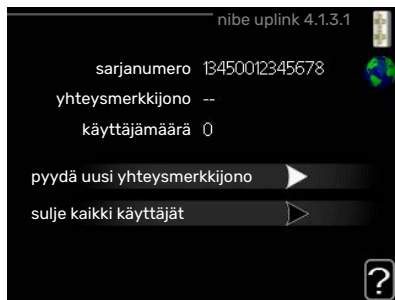 nibe uplink 4.1.3.1
sarjanumero 13450012345678
yhteysmerkkijono --
käyttäjämäärä 0
pyydä uusi yhteysmerkkijono
sulje kaikki käyttäjät
?